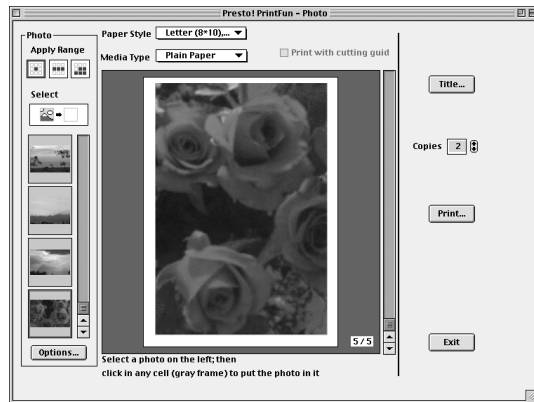 Presto! PrintFun - Photo
Photo
Apply Range
Select
Options...
Paper Style Letter (8*10),...
Media Type Plain Paper
Print with cutting guid
5 / 5
Select a photo on the left; then
click in any cell (gray frame) to put the photo in it
Title...
Copies 2
Print...
Exit